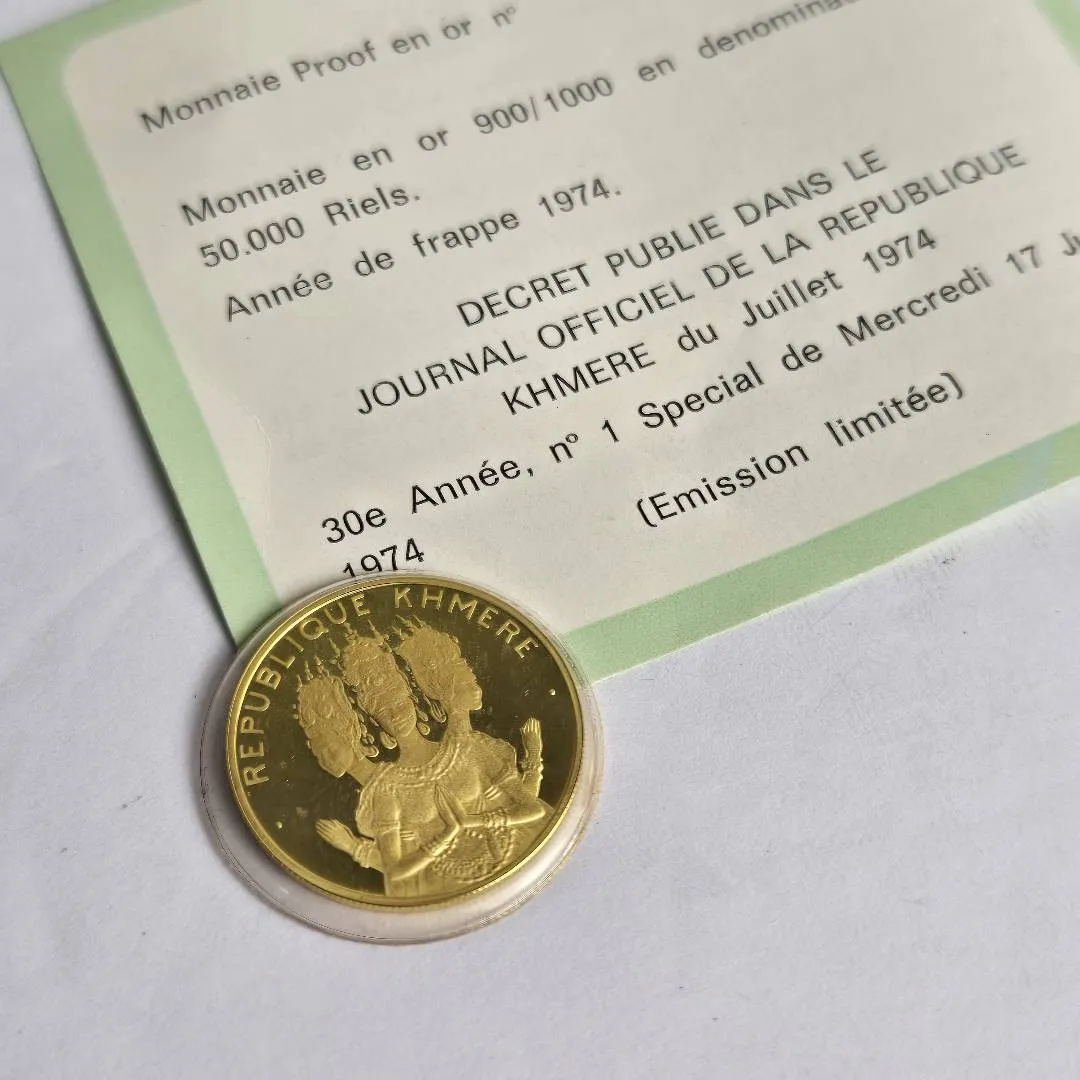 Monnaie Proof en or nº
Monnaie en or 900/1000 en
50.000 Riels.
Année de frappe 1974.
DECRET PUBLIE DANS LE
JOURNAL OFFICIEL DE LA REPUBLIQUE
KHMERE du Juillet 1974
30e Année, nº 1 Special de Mercredi 17
1974
(Emission limitée)
REPUBLIQUE KHMERE